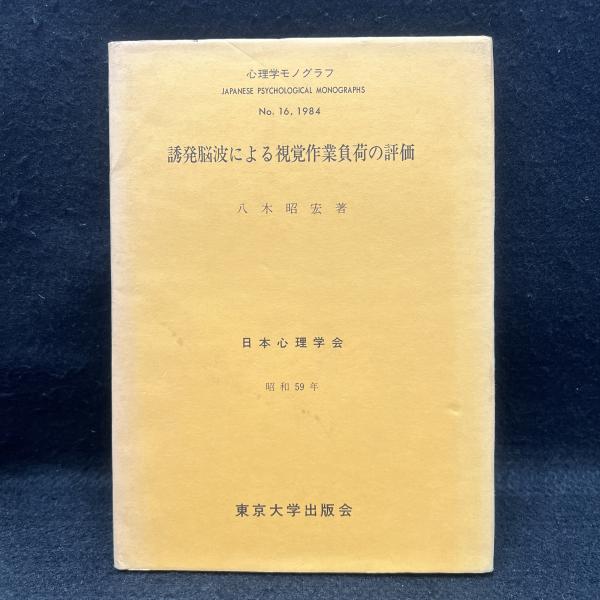 心理学モノグラフ
JAPANESE PSYCHOLOGICAL MONOGRAPHS
No. 16, 1984
誘発脳波による視覚作業負荷の評価
八木昭宏著
日本心理学会
昭和59年
東京大学出版会